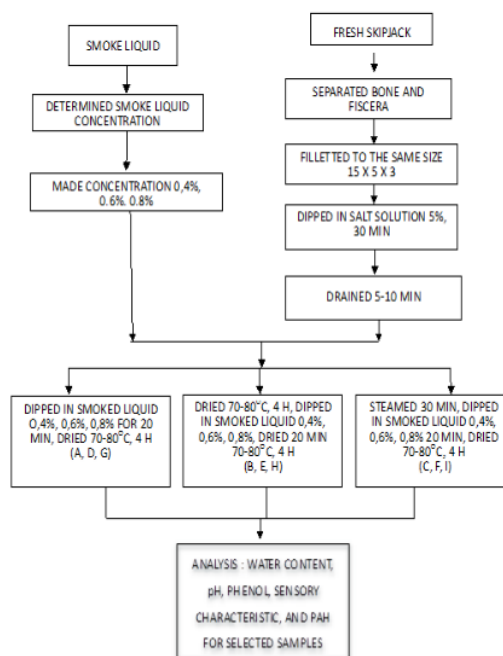 SMOKE LIQUID
DETERMINED SMOKE LIQUID
CONCENTRATION
MADE CONCENTRATION 0,4%,
0.6%. 0.8%
FRESH SKIPJACK
SEPARATED BONE AND
FISCERA
FILLETTED TO THE SAME SIZE
15 X 5 X 3
DIPPED IN SALT SOLUTION 5%,
30 MIN
DRAINED 5-10 MIN
DIPPED IN SMOKED LIQUID
0,4%, 0,6%, 0,8% FOR 20
MIN, DRIED 70-80°C, 4 H
(A, D, G)
DRIED 70-80°C, 4 H, DIPPED
IN SMOKED LIQUID 0,4%,
0,6%, 0,8%, DRIED 20 MIN
70-80°C, 4 H
(B, E, H)
STEAMED 30 MIN, DIPPED
IN SMOKED LIQUID 0,4%,
0,6%, 0,8% 20 MIN, DRIED
70-80°C, 4 H
(C, F, I)
ANALYSIS : WATER CONTENT,
pH, PHENOL, SENSORY
CHARACTERISTIC, AND PAH
FOR SELECTED SAMPLES